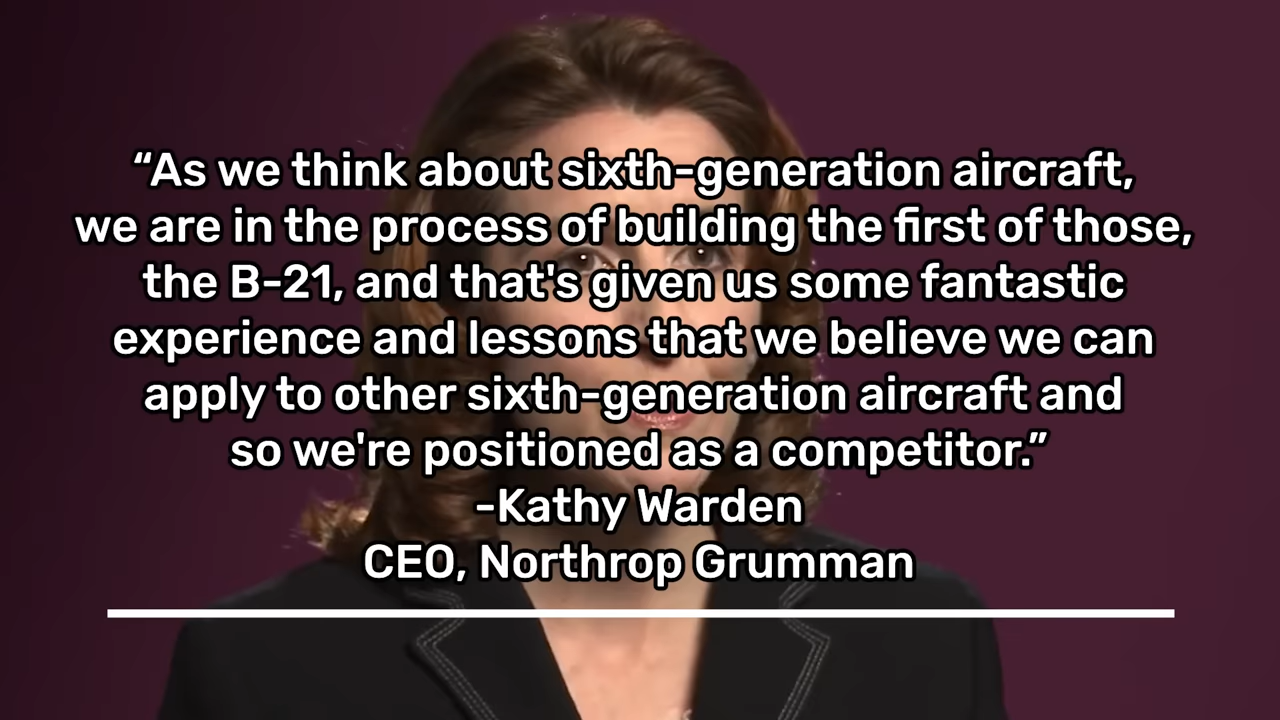 “As we think about sixth-generation aircraft,
we are in the process of building the first of those,
the B-21, and that's given us some fantastic
experience and lessons that we believe we can
apply to other sixth-generation aircraft and
so we're positioned as a competitor.”
-Kathy Warden
CEO, Northrop Grumman